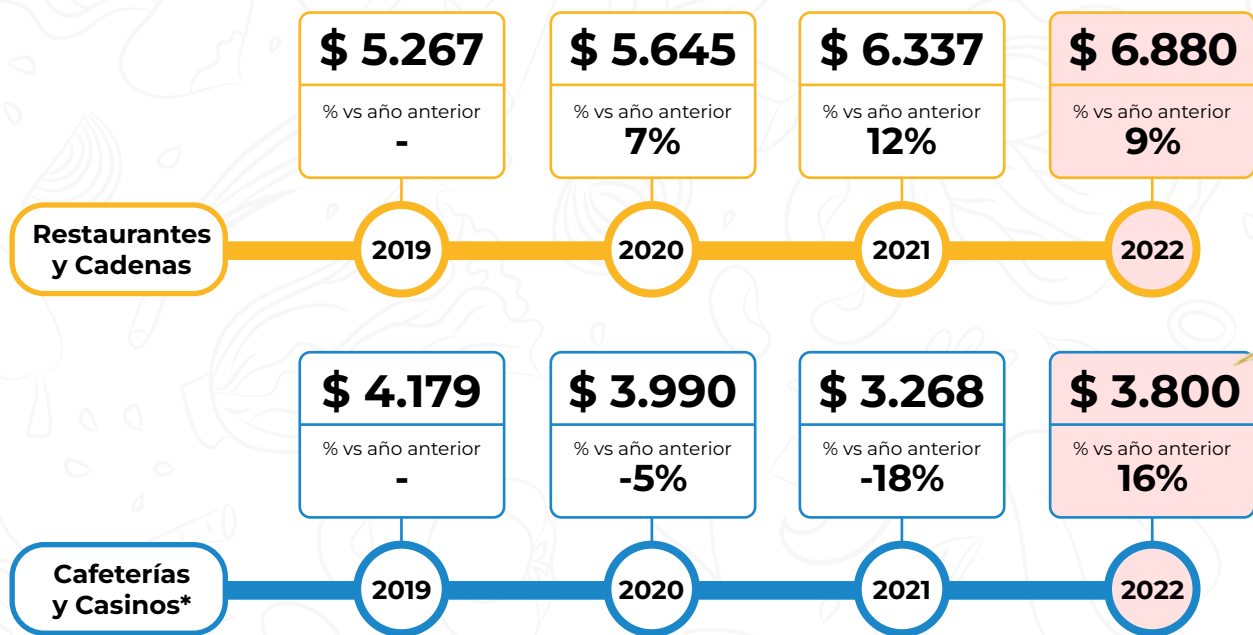 $ 5.267
$ 5.645
$ 6.337
$ 6.880
% vs año anterior
% vs año anterior
% vs año anterior
% vs año anterior
-
7%
12%
9%
Restaurantes
y Cadenas
2019
2020
2021
2022
$ 4.179
$ 3.990
$ 3.268
$ 3.800
% vs año anterior
% vs año anterior
% vs año anterior
% vs año anterior
-
-5%
-18%
16%
Cafeterías
y Casinos*
2019
2020
2021
2022